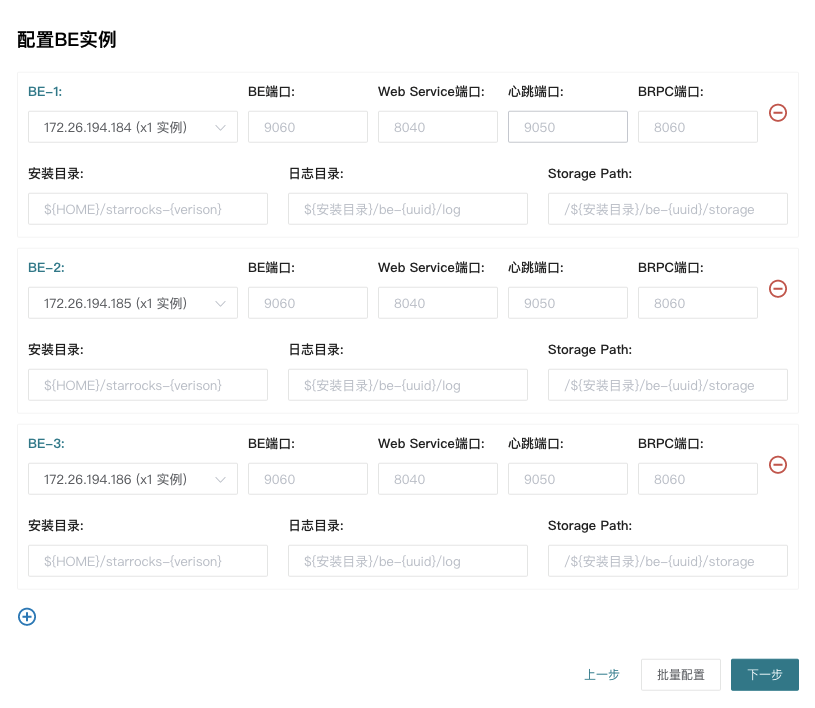 配置BE实例
BE-1: BE端口: Web Service端口: 心跳端口: BRPC端口:
172.26.194.184 (x1 实例) 9060 8040 9050 8060
安装目录: 日志目录: Storage Path:
${HOME}/starrocks-{verison} ${安装目录}/be-{uuid}/log /${安装目录}/be-{uuid}/storage
BE-2: BE端口: Web Service端口: 心跳端口: BRPC端口:
172.26.194.185 (x1 实例) 9060 8040 9050 8060
安装目录: 日志目录: Storage Path:
${HOME}/starrocks-{verison} ${安装目录}/be-{uuid}/log /${安装目录}/be-{uuid}/storage
BE-3: BE端口: Web Service端口: 心跳端口: BRPC端口:
172.26.194.186 (x1 实例) 9060 8040 9050 8060
安装目录: 日志目录: Storage Path:
${HOME}/starrocks-{verison} ${安装目录}/be-{uuid}/log /${安装目录}/be-{uuid}/storage
上一步 批量配置 下一步